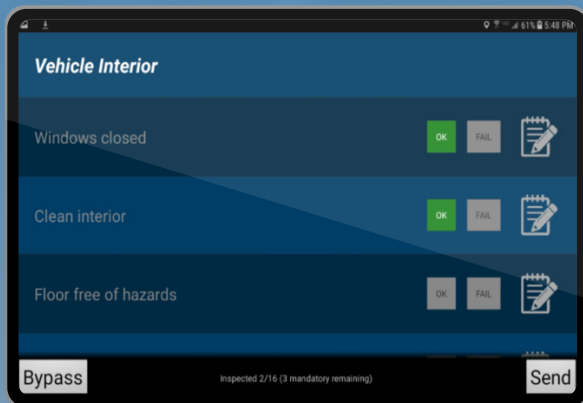 61% 5:48 PM
Vehicle Interior
Windows closed OK FAIL
Clean interior OK FAIL
Floor free of hazards OK FAIL
Bypass Inspected 2/16 (3 mandatory remaining) Send